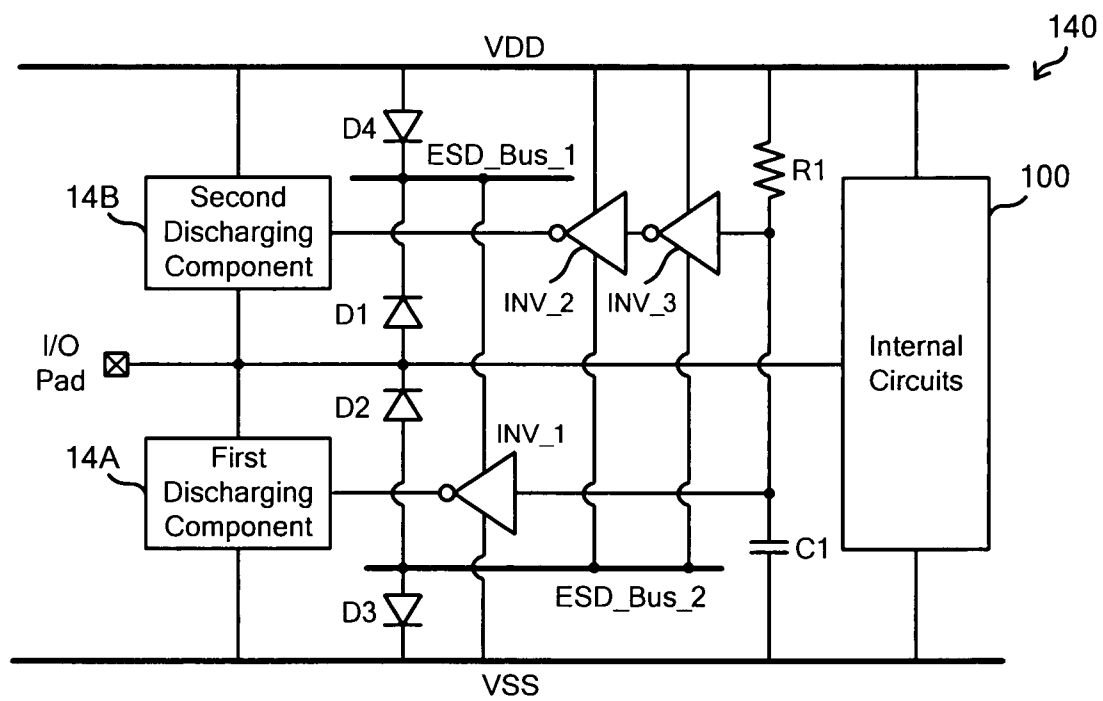 140
VDD
D4
ESD_Bus_1
R1
100
14B
Second
Discharging
Component
INV_2
INV_3
D1
I/O
Pad
Internal
Circuits
D2
INV_1
14A
First
Discharging
Component
C1
ESD_Bus_2
D3
VSS